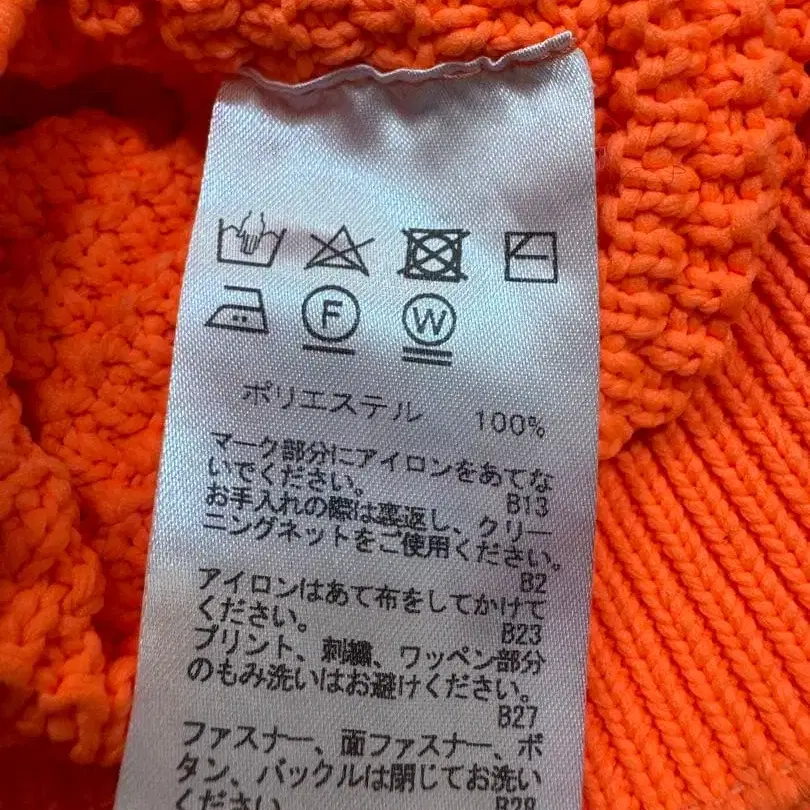 F W
ポリエステル 100%
マーク部分にアイロンをあてな
いでください。
B13
お手入れの際は裏返し、クリー
ニングネットをご使用ください。
B2
アイロンはあて布をしてかけて
ください。
B23
プリント、刺繍、ワッペン部分
のもみ洗いはお避けください。
B27
ファスナー、面ファスナー、ボ
タン、バックルは閉じてお洗い
ください
B28